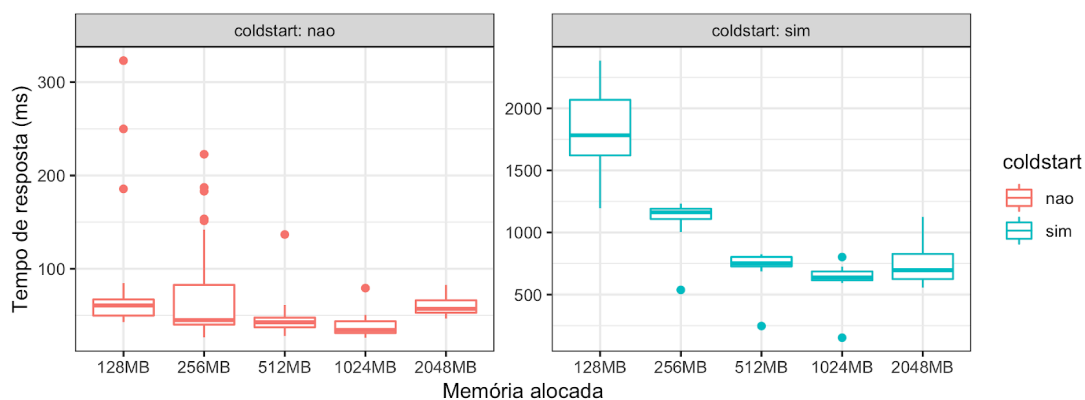 coldstart: nao
coldstart: sim
Tempo de resposta (ms)
300
200
100
2000
1500
1000
500
128MB 256MB 512MB 1024MB 2048MB
128MB 256MB 512MB 1024MB 2048MB
Memória alocada
coldstart
nao
sim